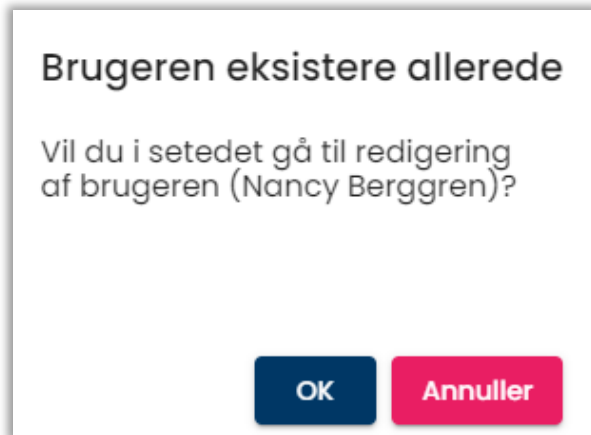 Brugeren eksistere allerede
Vil du i setedet gå til redigering
af brugeren (Nancy Berggren)?
OK
Annuller